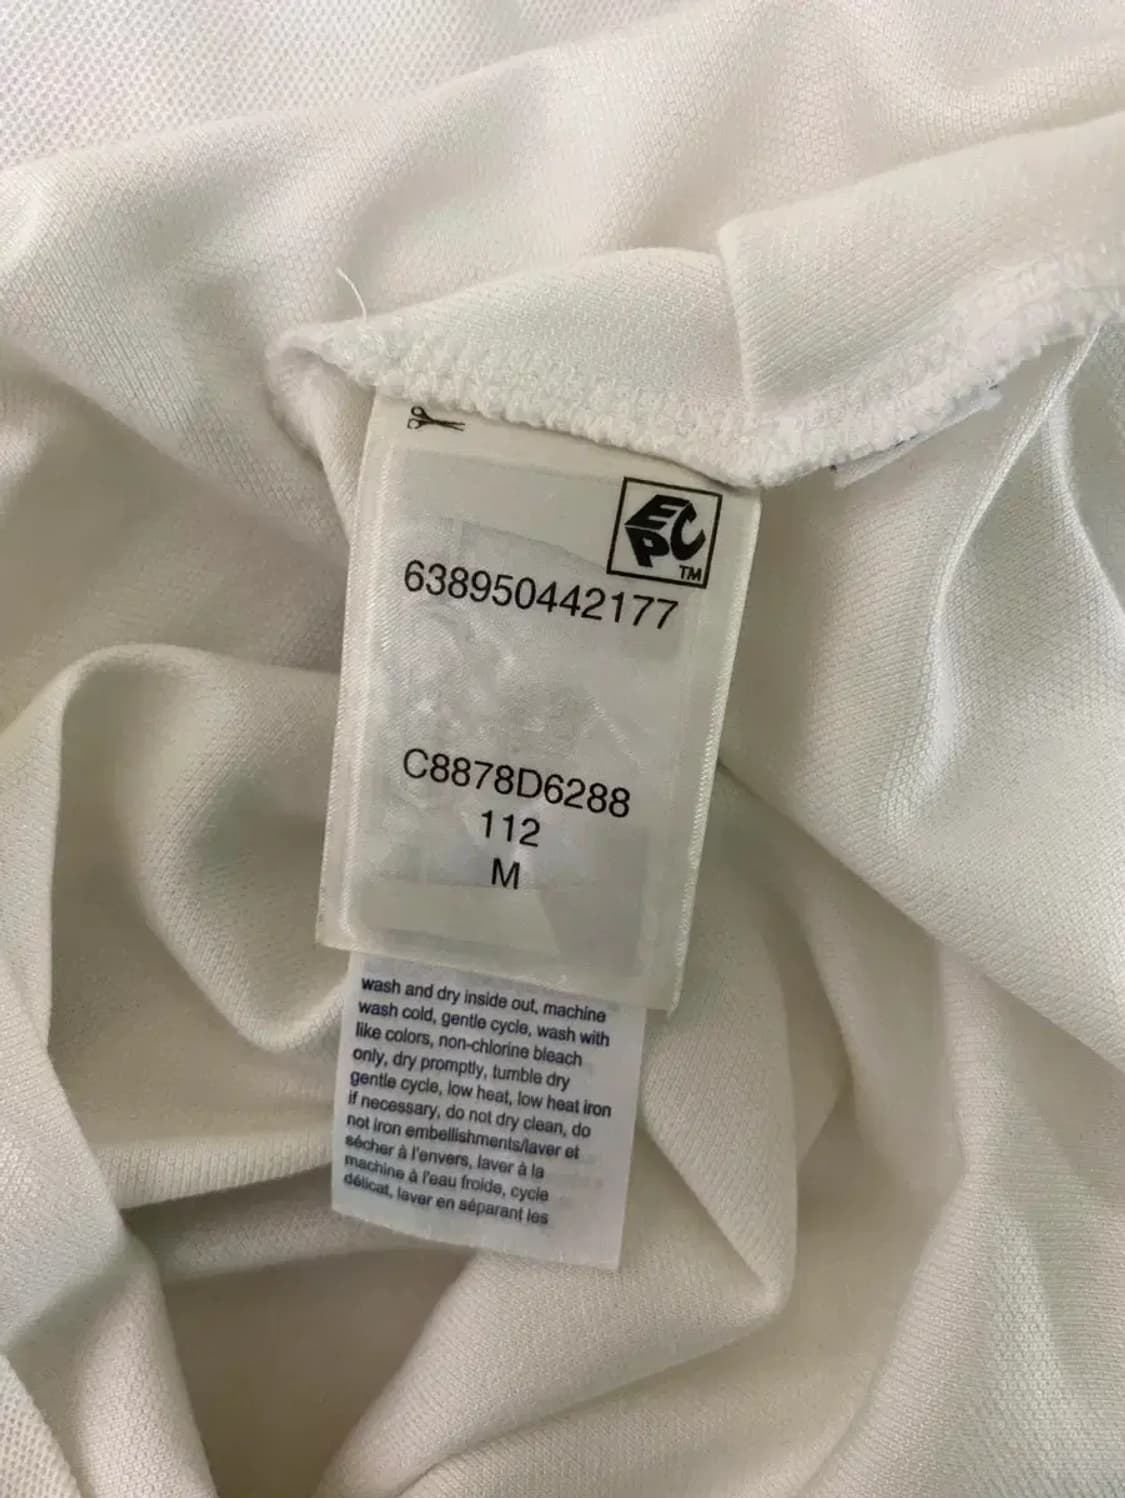 EPC
TM
638950442177
C8878D6288
112
M
wash and dry inside out, machine
wash cold, gentle cycle, wash with
like colors, non-chlorine bleach
only, dry promptly, tumble dry
gentle cycle, low heat, low heat iron
if necessary, do not dry clean, do
not iron embellishments/laver et
sécher à l'envers, laver à la
machine à l'eau froide, cycle
délicat, laver en séparant les